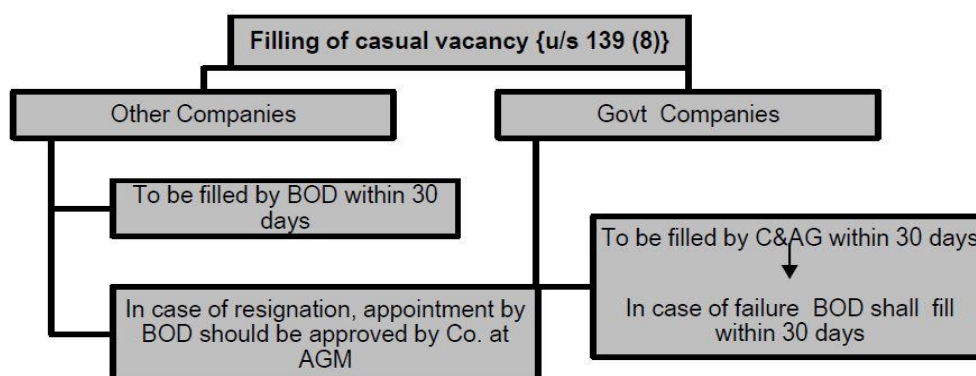 Filling of casual vacancy {u/s 139 (8)}
Other Companies
Govt Companies
To be filled by BOD within 30
days
In case of resignation, appointment by
BOD should be approved by Co. at
AGM
To be filled by C&AG within 30 days
In case of failure BOD shall fill
within 30 days